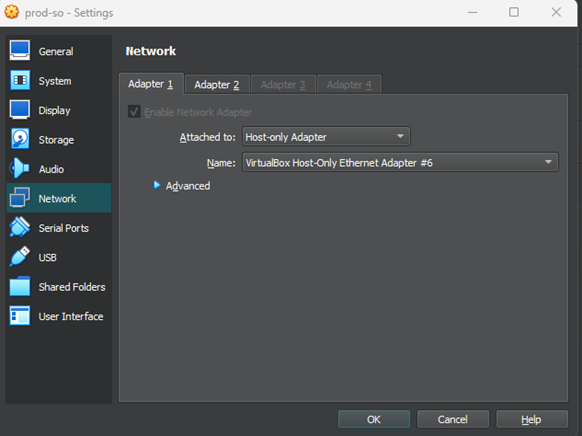 prod-so - Settings
General
System
Display
Storage
Audio
Network
Serial Ports
USB
Shared Folders
User Interface
Network
Adapter 1 Adapter 2 Adapter 3 Adapter 4
Enable Network Adapter
Attached to: Host-only Adapter
Name: VirtualBox Host-Only Ethernet Adapter #6
Advanced
OK Cancel Help